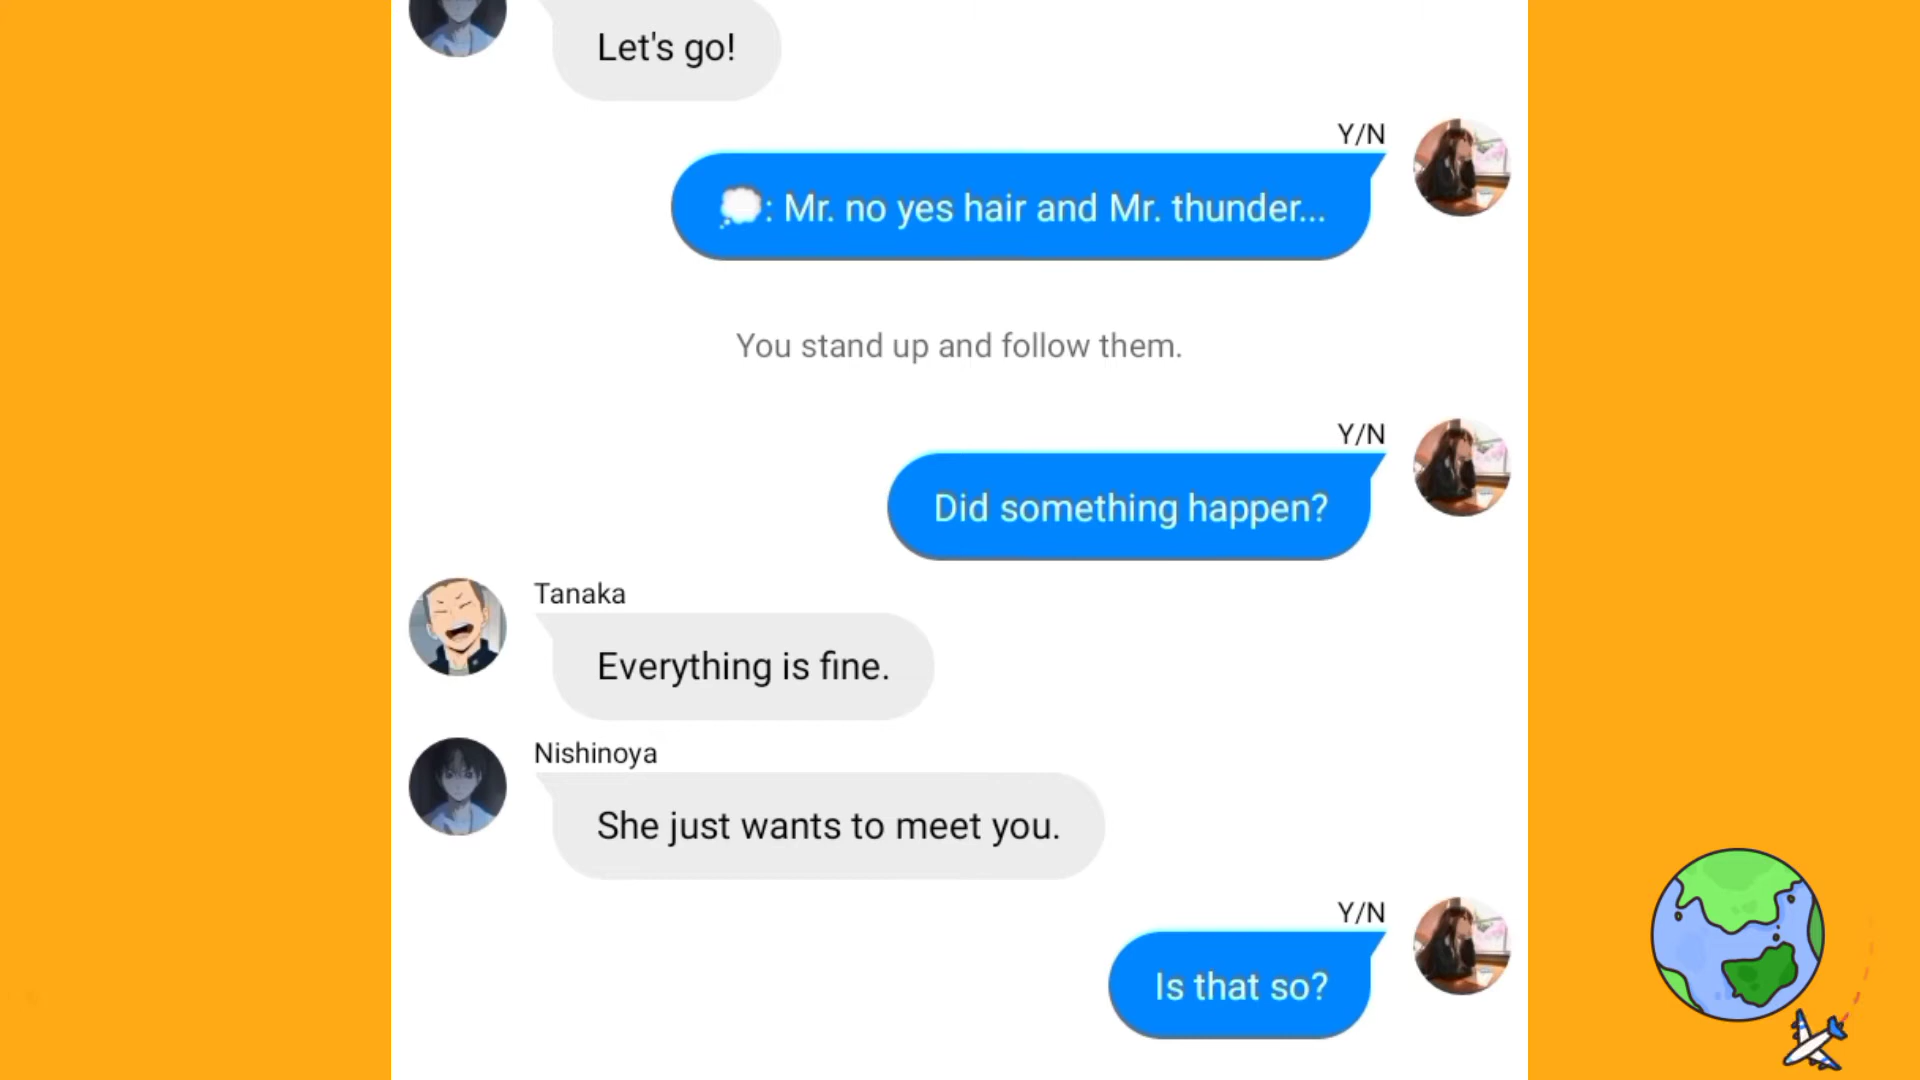 Let's go!
Y/N
💭: Mr. no yes hair and Mr. thunder...
You stand up and follow them.
Y/N
Did something happen?
Tanaka
Everything is fine.
Nishinoya
She just wants to meet you.
Y/N
Is that so?